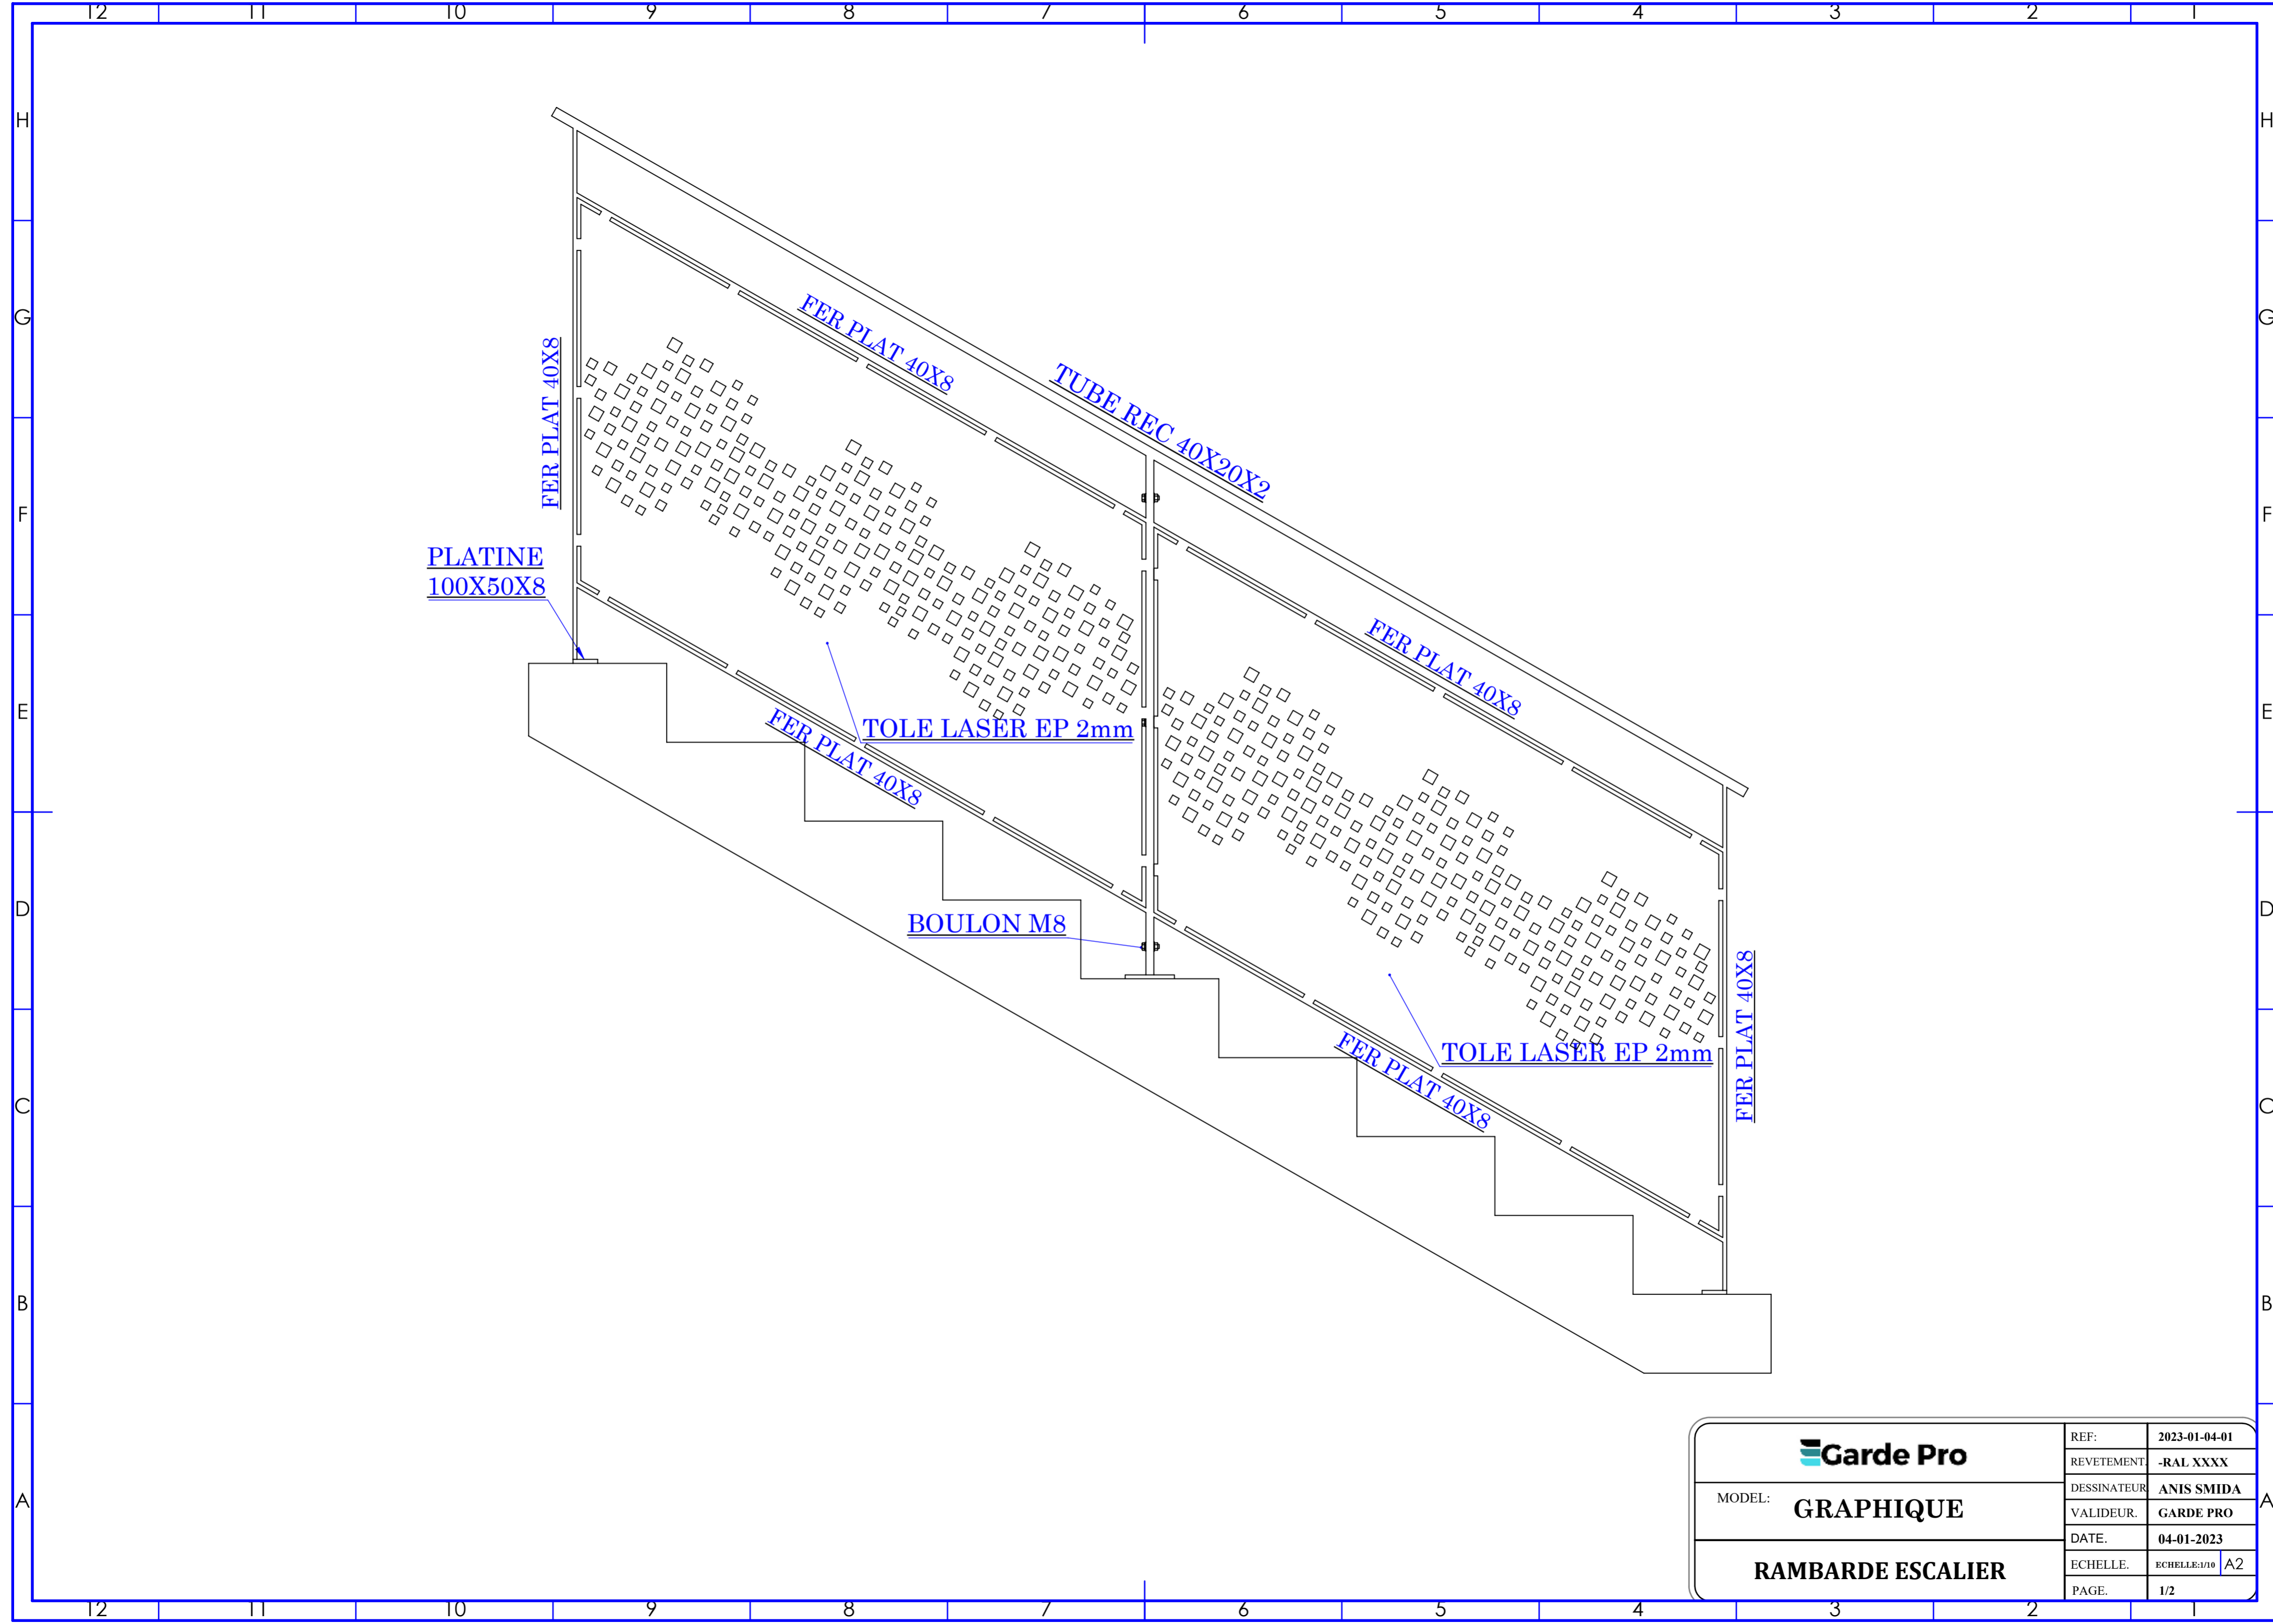 12 11 10 9 8 7 6 5 4 3 2 1
H H
G G
F F
E E
D D
C C
B B
A A
FER PLAT 40X8
TUBE REC 40X20X2
FER PLAT 40X8
PLATINE
100X50X8
FER PLAT 40X8
TOLE LASER EP 2mm
FER PLAT 40X8
BOULON M8
FER PLAT 40X8
TOLE LASER EP 2mm
FER PLAT 40X8
Garde Pro
MODEL: GRAPHIQUE
RAMBARDE ESCALIER
REF: 2023-01-04-01
REVETEMENT. -RAL XXXX
DESSINATEUR. ANIS SMIDA
VALIDEUR. GARDE PRO
DATE. 04-01-2023
ECHELLE. ECHELLE:1/10 A2
PAGE. 1/2
12 11 10 9 8 7 6 5 4 3 2 1